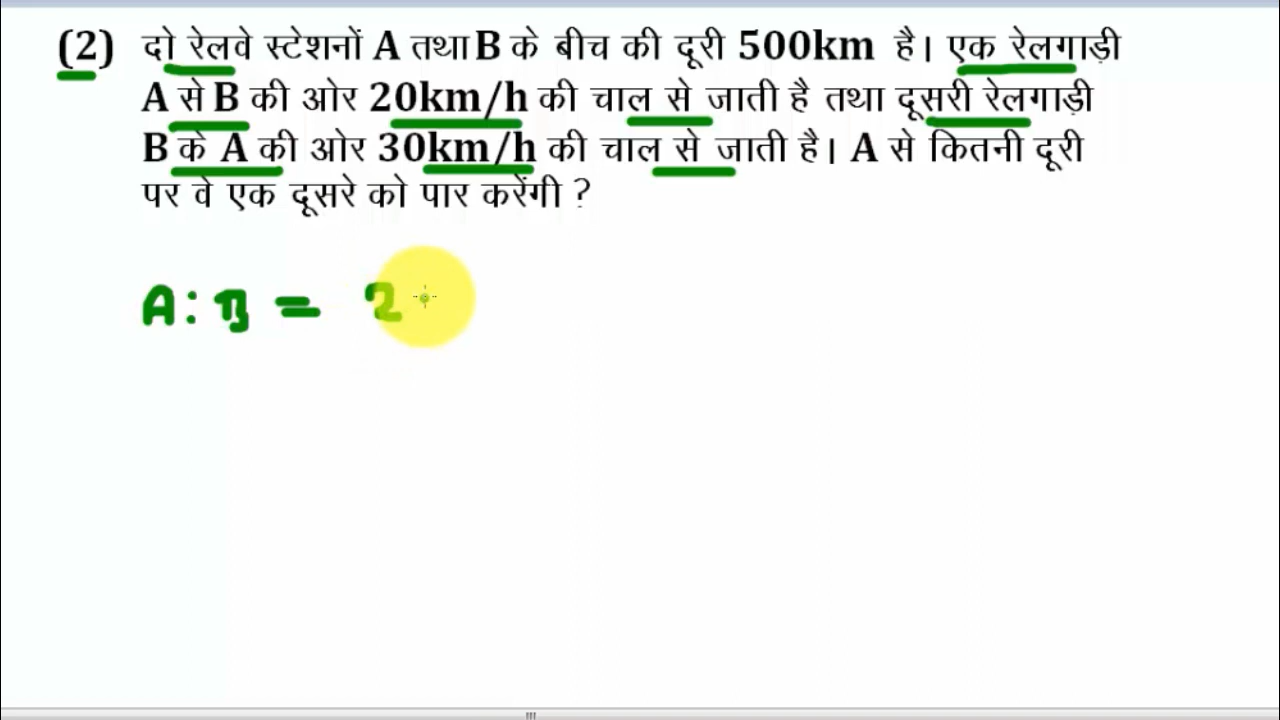 (2) दो रेलवे स्टेशनों A तथा B के बीच की दूरी 500km है। एक रेलगाड़ी
A से B की ओर 20km/h की चाल से जाती है तथा दूसरी रेलगाड़ी
B के A की ओर 30km/h की चाल से जाती है। A से कितनी दूरी
पर वे एक दूसरे को पार करेंगी ?
A : B = 2